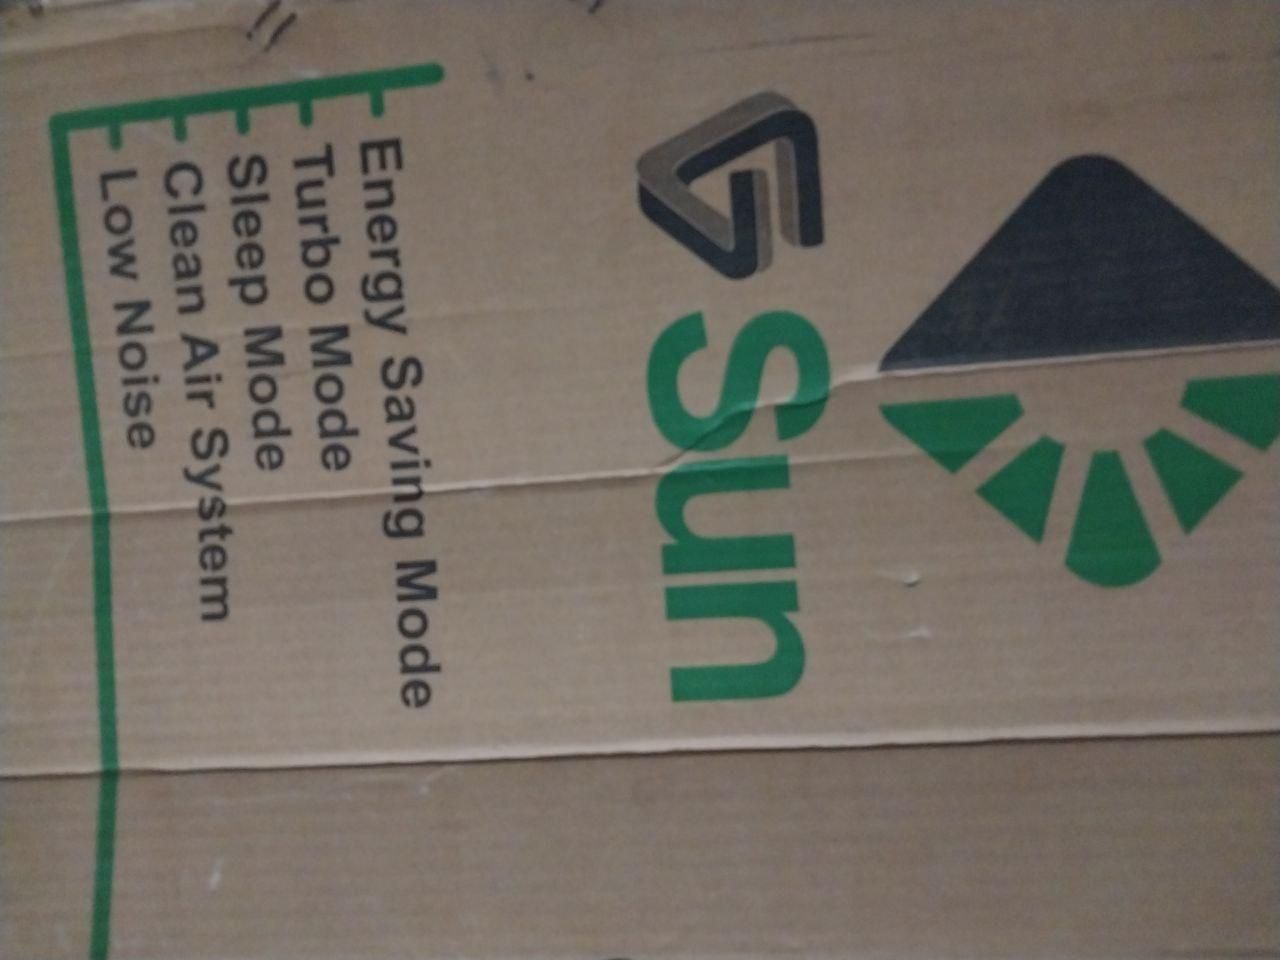 Sun
Energy Saving Mode
Turbo Mode
Sleep Mode
Clean Air System
Low Noise